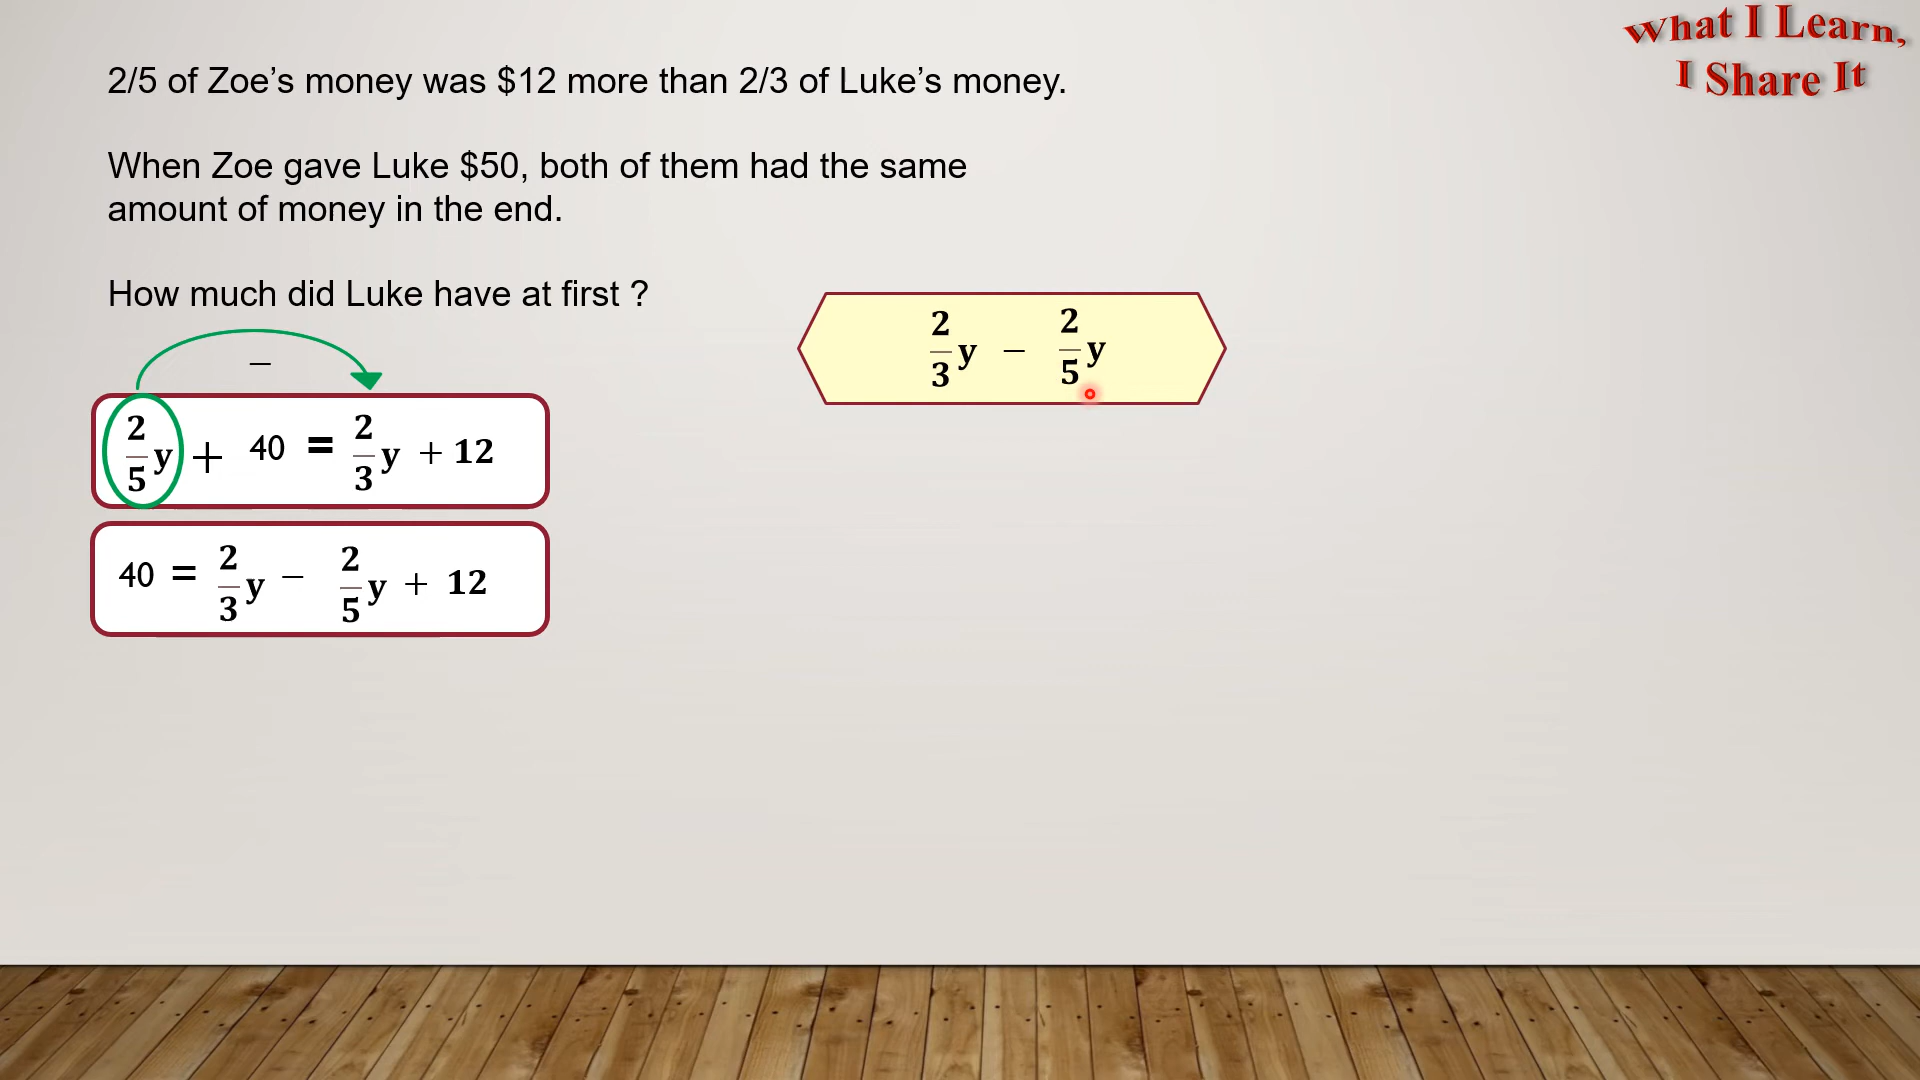 What I Learn,
I Share It
2/5 of Zoe’s money was $12 more than 2/3 of Luke’s money.
When Zoe gave Luke $50, both of them had the same
amount of money in the end.
How much did Luke have at first ?
2/3 y − 2/5 y
−
2/5 y + 40 = 2/3 y + 12
40 = 2/3 y − 2/5 y + 12